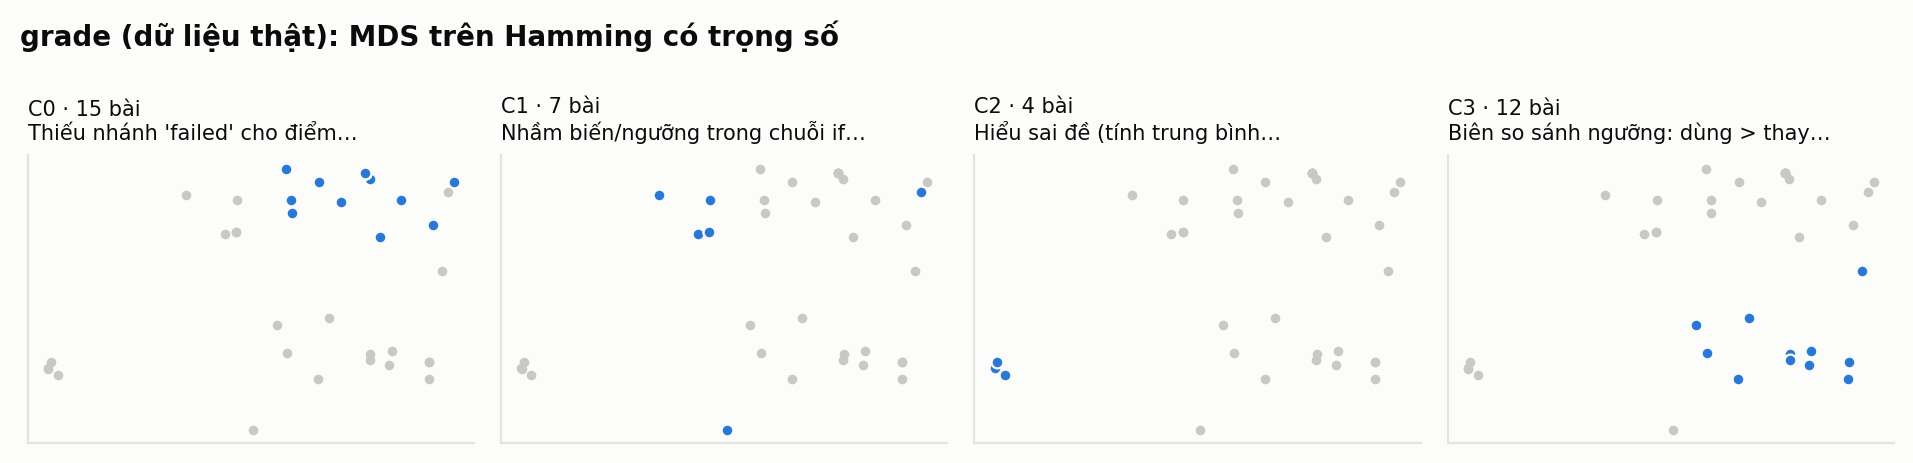 grade (dữ liệu thật): MDS trên Hamming có trọng số
C0 · 15 bài
Thiếu nhánh 'failed' cho điểm...
C1 · 7 bài
Nhầm biến/ngưỡng trong chuỗi if...
C2 · 4 bài
Hiểu sai đề (tính trung bình...
C3 · 12 bài
Biên so sánh ngưỡng: dùng > thay...